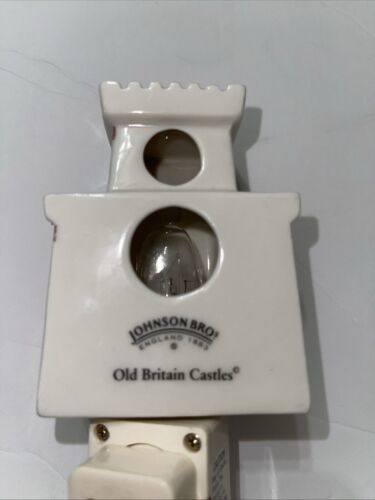 JOHNSON BROS
ENGLAND 1883
©
Old Britain Castles©